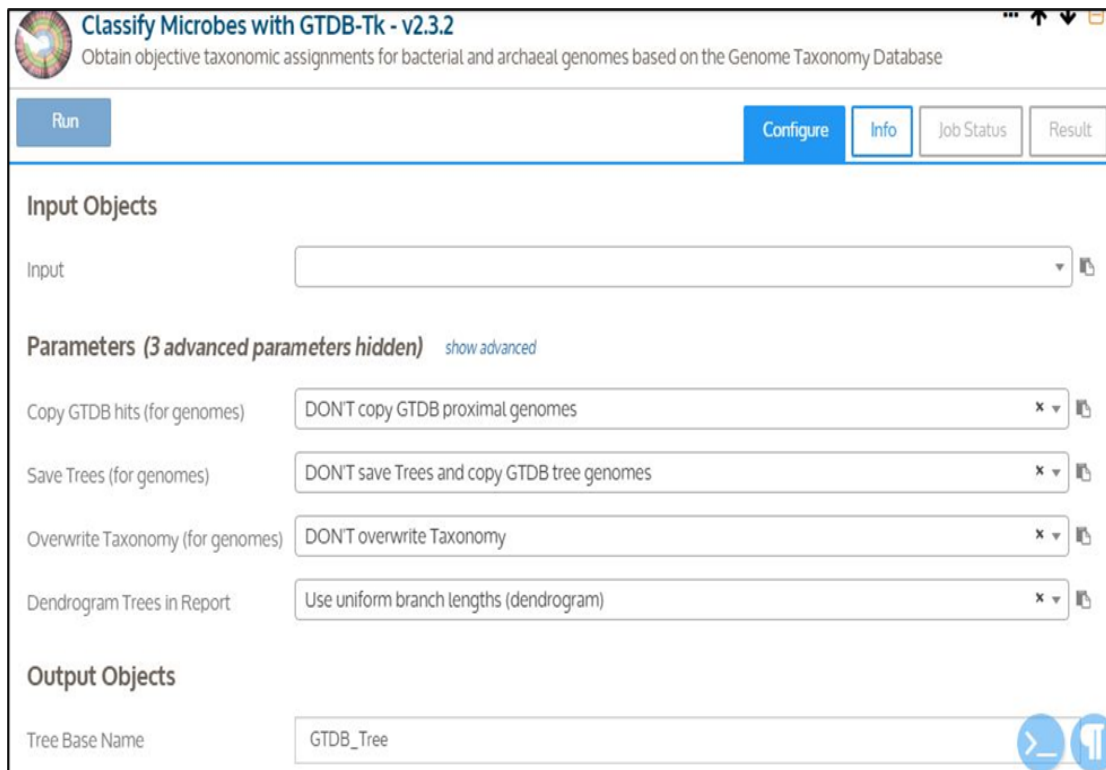 Classify Microbes with GTDB-Tk - v2.3.2
Obtain objective taxonomic assignments for bacterial and archaeal genomes based on the Genome Taxonomy Database
Run
Configure
Info
Job Status
Result
Input Objects
Input
Parameters (3 advanced parameters hidden) show advanced
Copy GTDB hits (for genomes) DON'T copy GTDB proximal genomes
Save Trees (for genomes) DON'T save Trees and copy GTDB tree genomes
Overwrite Taxonomy (for genomes) DON'T overwrite Taxonomy
Dendrogram Trees in Report Use uniform branch lengths (dendrogram)
Output Objects
Tree Base Name GTDB_Tree